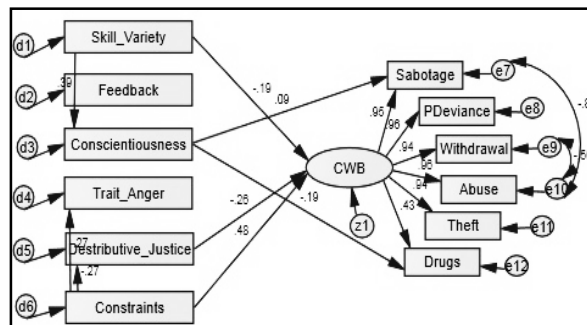 d1 Skill_Variety
.39
d2 Feedback
d3 Conscientiousness
d4 Trait_Anger
.27
d5 Destributive_Justice
-.27
d6 Constraints
-.19
.09
-.26
-.19
.48
CWB
z1
.95
.96
.94
.95
.94
.43
Sabotage e7
PDeviance e8
Withdrawal e9
Abuse e10
Theft e11
Drugs e12